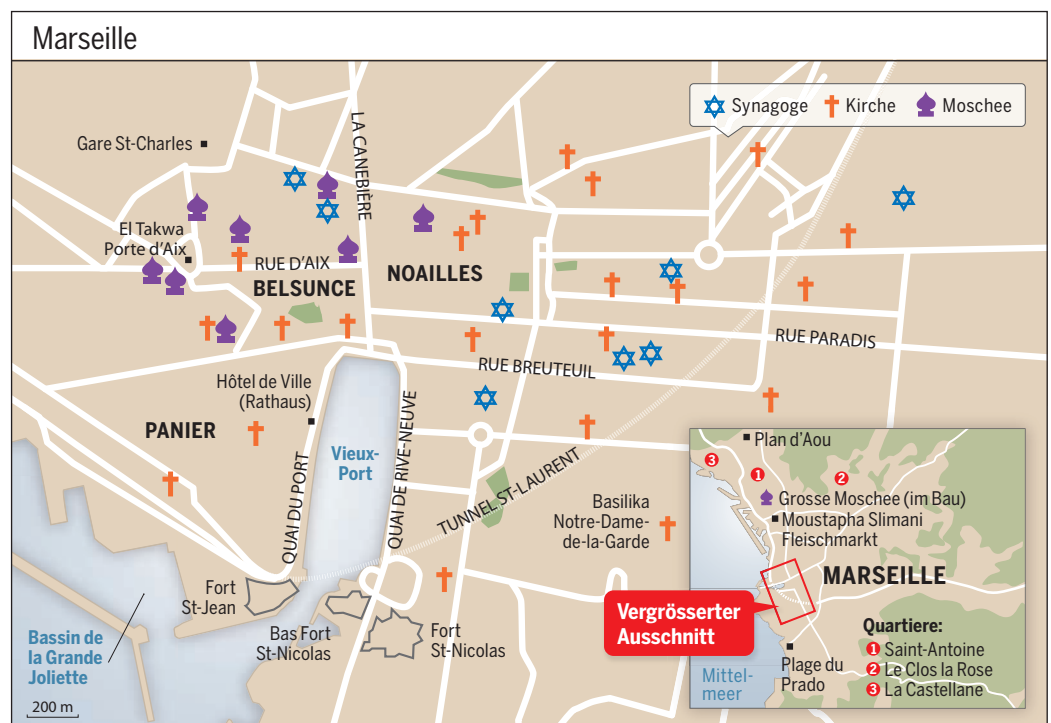 Marseille
Synagoge
Kirche
Moschee
Gare St-Charles
LA CANEBIÈRE
El Takwa
Porte d'Aix
RUE D'AIX
BELSUNCE
NOAILLES
RUE PARADIS
RUE BREUTEUIL
Hôtel de Ville
(Rathaus)
PANIER
Vieux-
Port
QUAI DU PORT
QUAI DE RIVE-NEUVE
TUNNEL ST-LAURENT
Basilika
Notre-Dame-
de-la-Garde
Fort
St-Jean
Bas Fort
St-Nicolas
Fort
St-Nicolas
Bassin de
la Grande
Joliette
200 m
Vergrösserter
Ausschnitt
Plan d'Aou
3
1
2
Grosse Moschee (im Bau)
Moustapha Slimani
Fleischmarkt
MARSEILLE
Plage du
Prado
Mittel-
meer
Quartiere:
1 Saint-Antoine
2 Le Clos la Rose
3 La Castellane